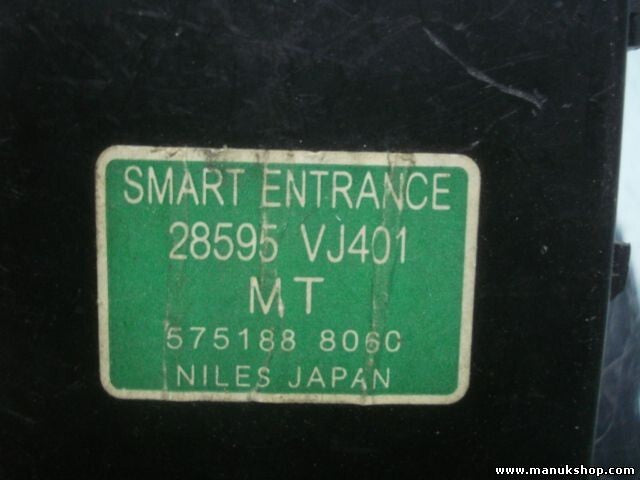 SMART ENTRANCE
28595 VJ401
MT
575188 806C
NILES JAPAN
www.manukshop.com